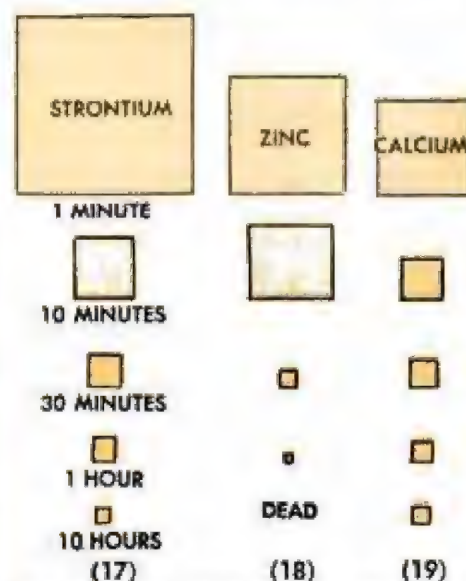 STRONTIUM
ZINC
CALCIUM
1 MINUTE
10 MINUTES
30 MINUTES
1 HOUR
DEAD
10 HOURS
(17) (18) (19)